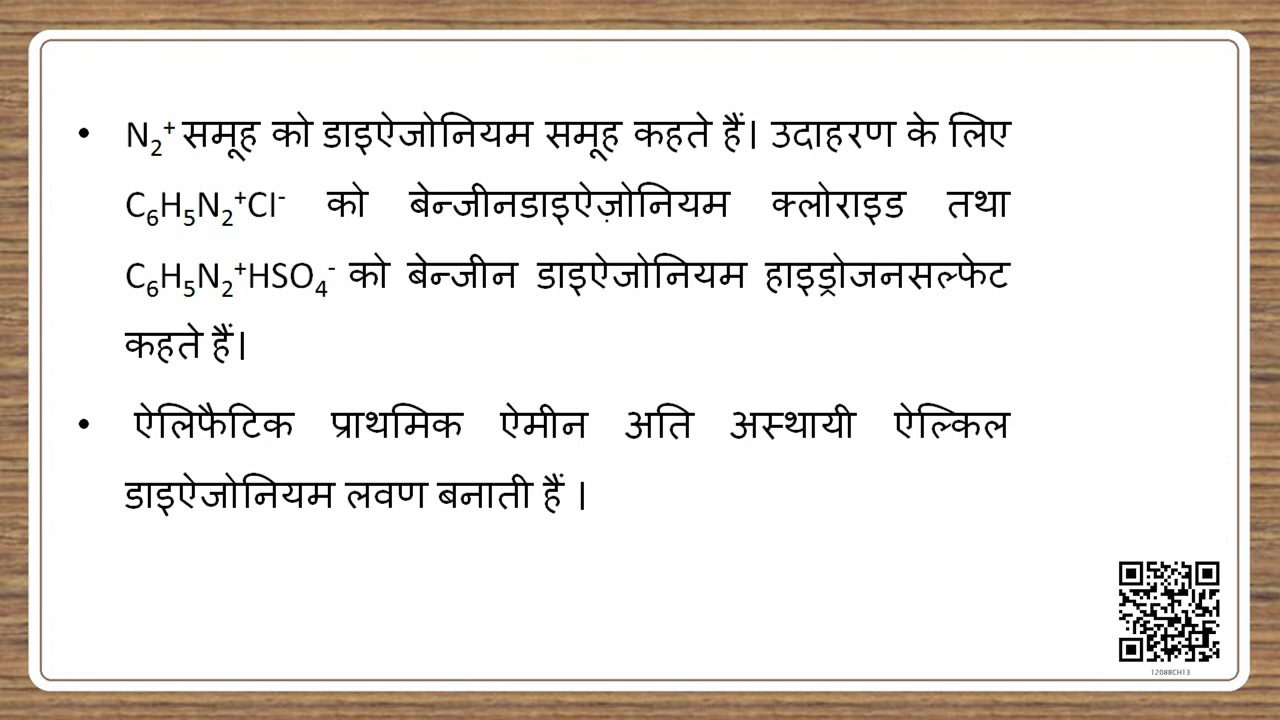 • N₂⁺ समूह को डाइऐजोनियम समूह कहते हैं। उदाहरण के लिए
C₆H₅N₂⁺Cl⁻ को बेन्जीनडाइऐज़ोनियम क्लोराइड तथा
C₆H₅N₂⁺HSO₄⁻ को बेन्जीन डाइऐजोनियम हाइड्रोजनसल्फेट
कहते हैं।
• ऐलिफैटिक प्राथमिक ऐमीन अति अस्थायी ऐल्किल
डाइऐजोनियम लवण बनाती हैं ।
12088CH13